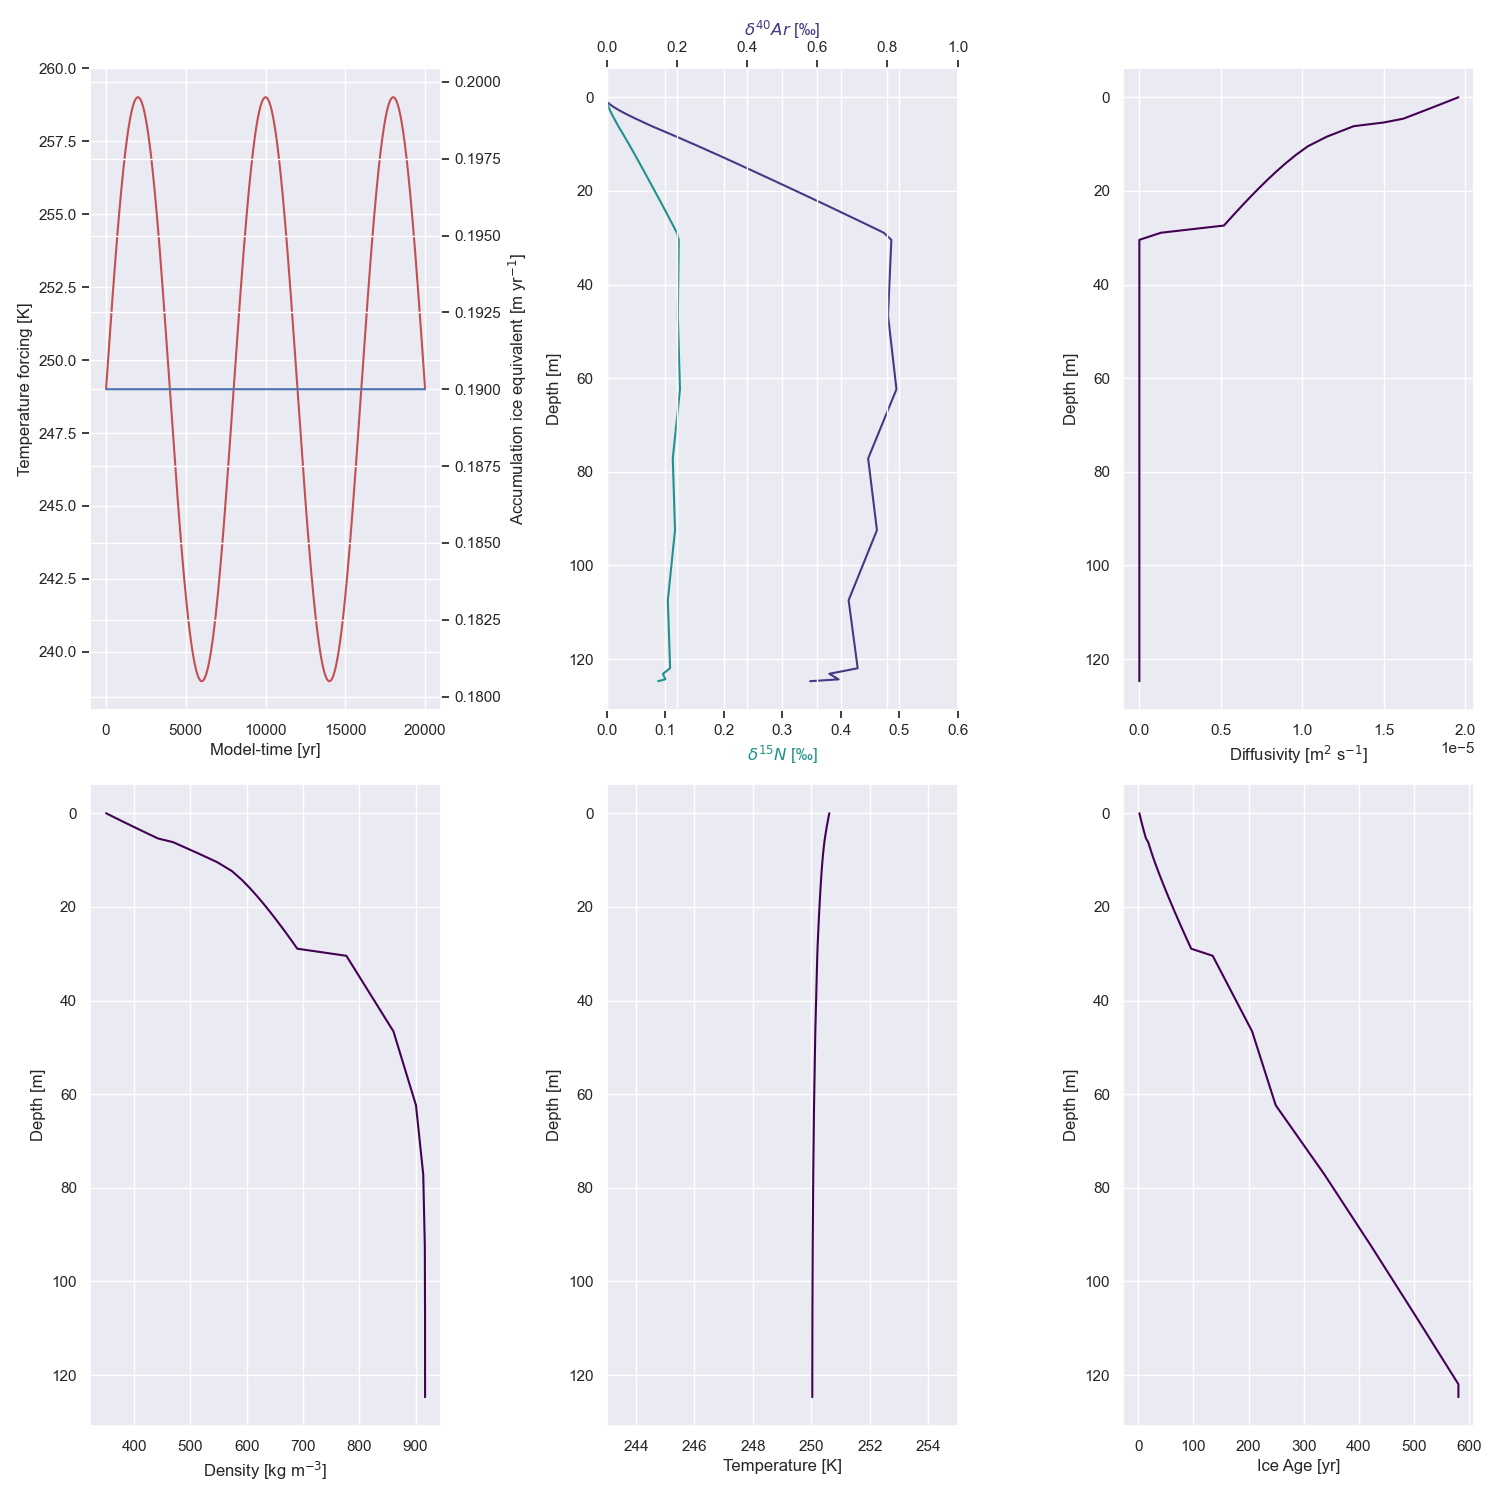 δ⁴⁰Ar [‰]
0.0 0.2 0.4 0.6 0.8 1.0
260.0
257.5
255.0
252.5
250.0
247.5
245.0
242.5
240.0
Temperature forcing [K]
0.2000
0.1975
0.1950
0.1925
0.1900
0.1875
0.1850
0.1825
0.1800
Accumulation ice equivalent [m yr⁻¹]
0 5000 10000 15000 20000
Model-time [yr]
0
20
40
60
80
100
120
Depth [m]
0.0 0.1 0.2 0.3 0.4 0.5 0.6
δ¹⁵N [‰]
0
20
40
60
80
100
120
Depth [m]
0.0 0.5 1.0 1.5 2.0
1e−5
Diffusivity [m² s⁻¹]
0
20
40
60
80
100
120
Depth [m]
400 500 600 700 800 900
Density [kg m⁻³]
0
20
40
60
80
100
120
Depth [m]
244 246 248 250 252 254
Temperature [K]
0
20
40
60
80
100
120
Depth [m]
0 100 200 300 400 500 600
Ice Age [yr]